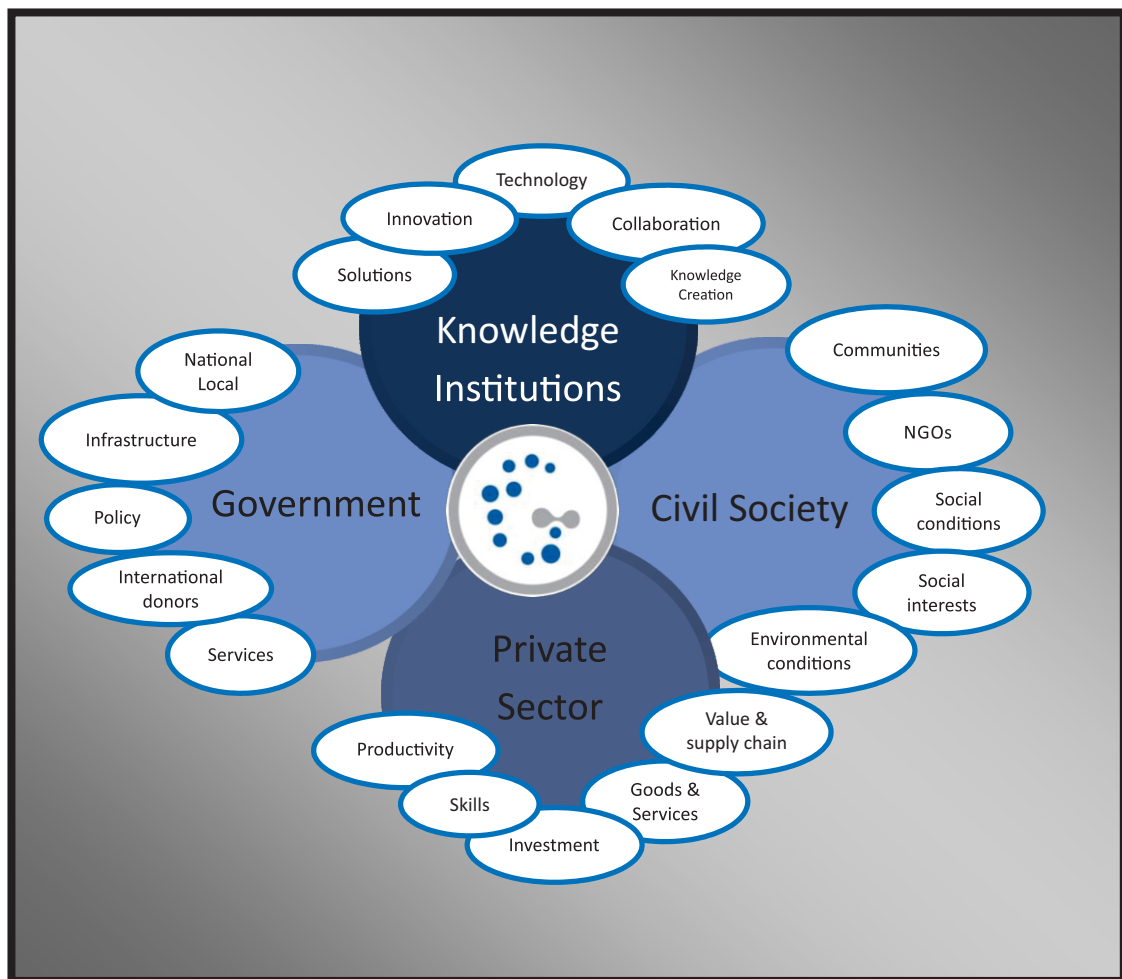 Technology
Innovation
Collaboration
Solutions
Knowledge
Creation
Knowledge
Institutions
National
Local
Infrastructure
Policy
International
donors
Services
Government
Communities
NGOs
Social
conditions
Social
interests
Environmental
conditions
Civil Society
Private
Sector
Value &
supply chain
Productivity
Skills
Goods &
Services
Investment